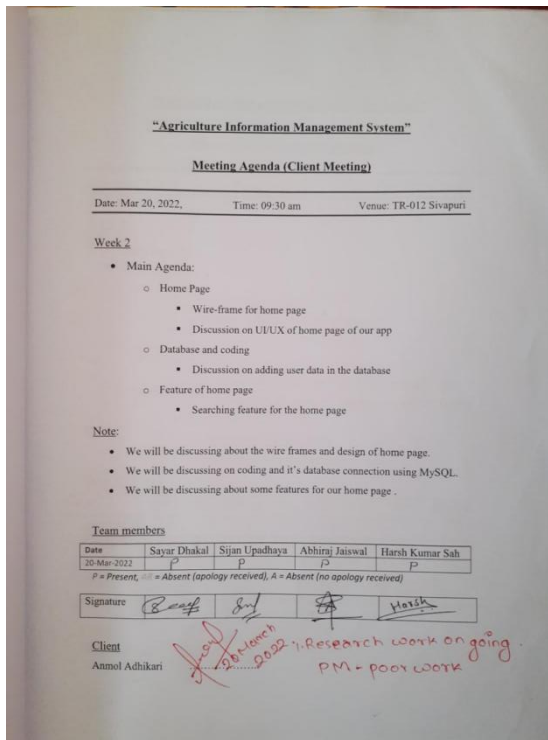 “Agriculture Information Management System”
Meeting Agenda (Client Meeting)
Date: Mar 20, 2022, Time: 09:30 am Venue: TR-012 Sivapuri
Week 2
• Main Agenda:
o Home Page
▪ Wire-frame for home page
▪ Discussion on UI/UX of home page of our app
o Database and coding
▪ Discussion on adding user data in the database
o Feature of home page
▪ Searching feature for the home page
Note:
• We will be discussing about the wire frames and design of home page.
• We will be discussing on coding and it’s database connection using MySQL.
• We will be discussing about some features for our home page .
Team members
Date Sayar Dhakal Sijan Upadhaya Abhiraj Jaiswal Harsh Kumar Sah
20-Mar-2022 P P P P
P = Present, = Absent (apology received), A = Absent (no apology received)
Signature Harsh
Client
Anmol Adhikari
20 March
2022
Research work on going.
PM - poor work